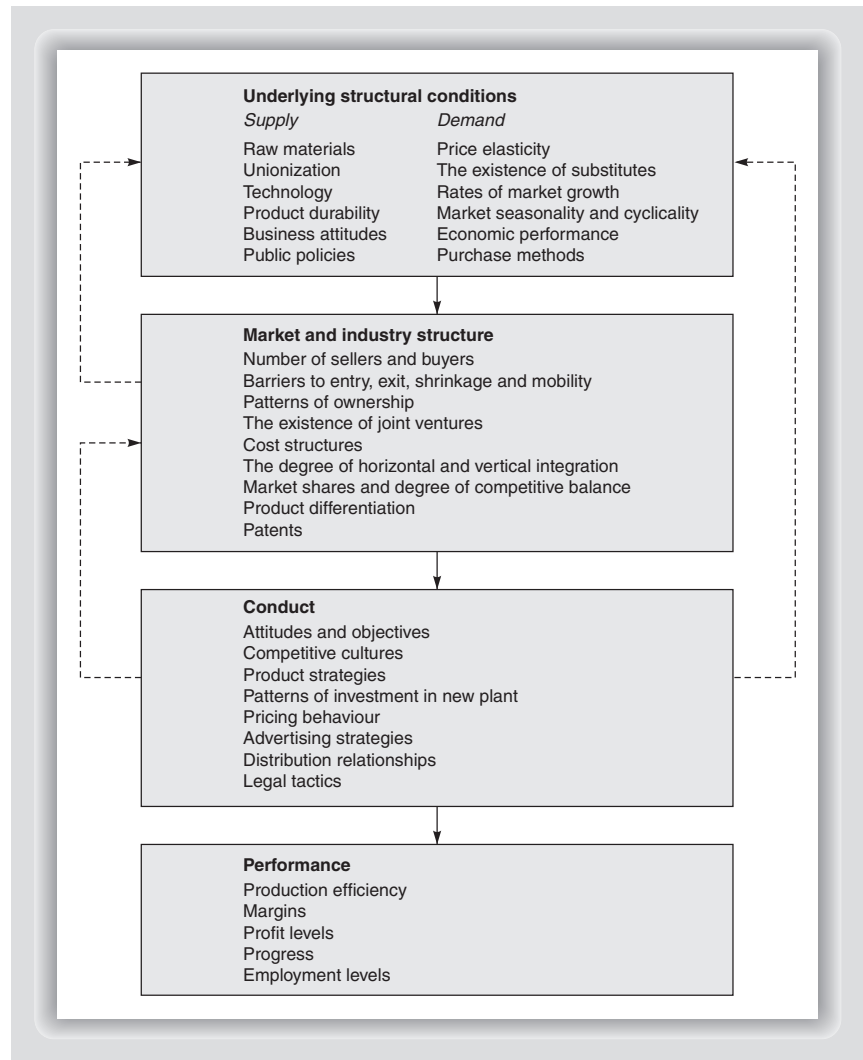 Underlying structural conditions
Supply Demand
Raw materials Price elasticity
Unionization The existence of substitutes
Technology Rates of market growth
Product durability Market seasonality and cyclicality
Business attitudes Economic performance
Public policies Purchase methods
Market and industry structure
Number of sellers and buyers
Barriers to entry, exit, shrinkage and mobility
Patterns of ownership
The existence of joint ventures
Cost structures
The degree of horizontal and vertical integration
Market shares and degree of competitive balance
Product differentiation
Patents
Conduct
Attitudes and objectives
Competitive cultures
Product strategies
Patterns of investment in new plant
Pricing behaviour
Advertising strategies
Distribution relationships
Legal tactics
Performance
Production efficiency
Margins
Profit levels
Progress
Employment levels